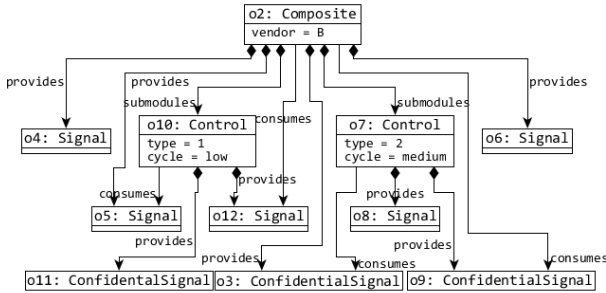 o2: Composite
vendor = B
provides
provides
provides
submodules
consumes
submodules
o10: Control
type = 1
cycle = low
o7: Control
type = 2
cycle = medium
o4: Signal
o6: Signal
consumes
provides
provides
o5: Signal
o12: Signal
o8: Signal
provides
provides
provides
consumes
consumes
o11: ConfidentalSignal
o3: ConfidentialSignal
o9: ConfidentialSignal